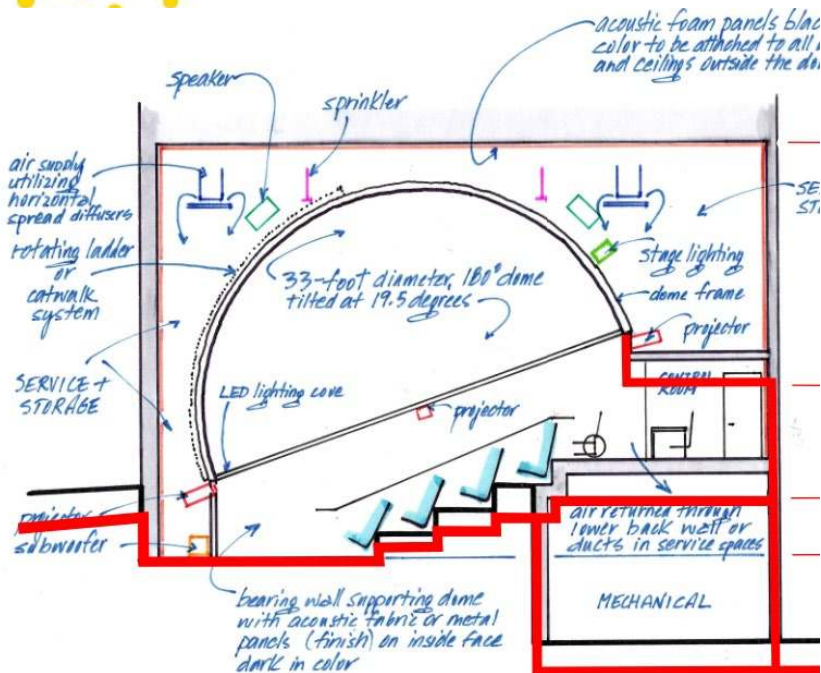 acoustic foam panels blac
color to be attached to all
and ceilings outside the do
speaker
sprinkler
air supply
utilizing
horizontal
spread diffusers
rotating ladder
or
catwalk
system
SERVICE +
STORAGE
33-foot diameter, 180° dome
tilted at 19.5 degrees
SE
ST
stage lighting
dome frame
projector
CONTROL
ROOM
LED lighting cove
projector
projector
subwoofer
air returned through
lower back wall or
ducts in service spaces
MECHANICAL
bearing wall supporting dome
with acoustic fabric or metal
panels (finish) on inside face
dark in color